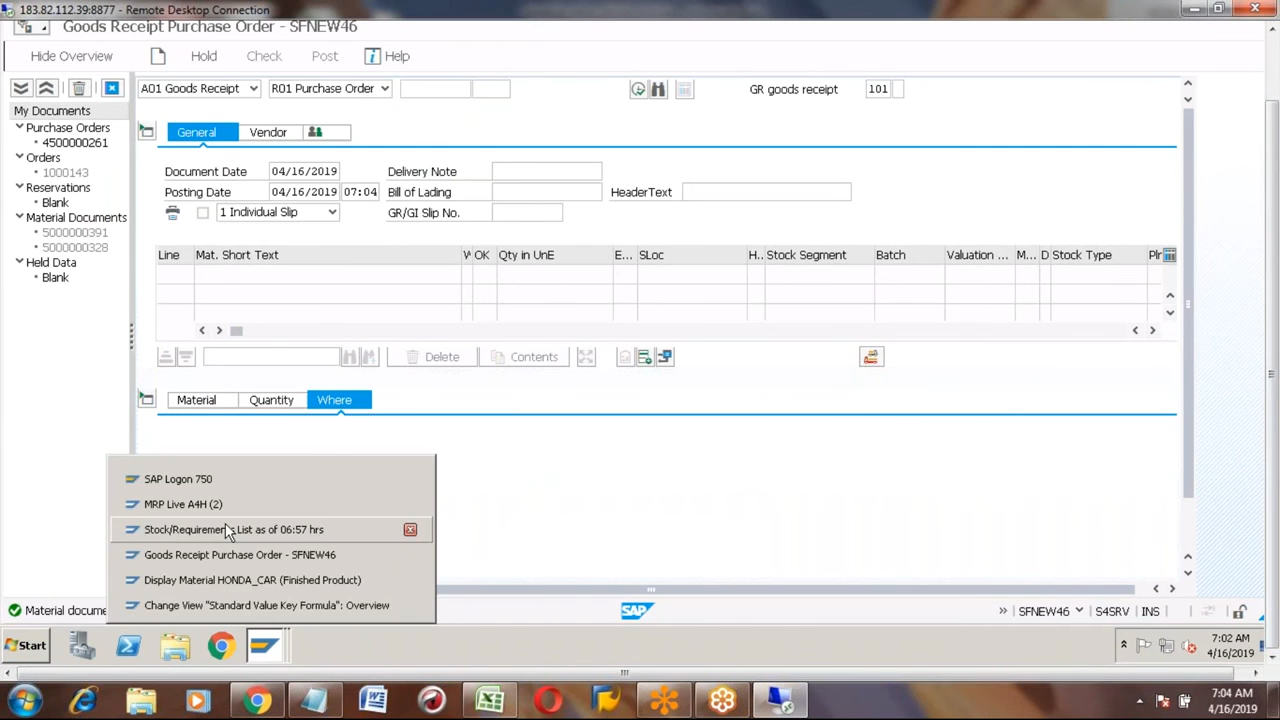 183.82.112.39:8877 - Remote Desktop Connection
Goods Receipt Purchase Order - SFNEW46
Hide Overview Hold Check Post Help
A01 Goods Receipt R01 Purchase Order GR goods receipt 101
My Documents
Purchase Orders
4500000261
Orders
1000143
Reservations
Blank
Material Documents
5000000391
5000000328
Held Data
Blank
General Vendor
Document Date 04/16/2019 Delivery Note
Posting Date 04/16/2019 07:04 Bill of Lading HeaderText
1 Individual Slip GR/GI Slip No.
Line Mat. Short Text OK Qty in UnE E... SLoc H.. Stock Segment Batch Valuation ... M... D Stock Type
Delete Contents
Material Quantity Where
SAP Logon 750
MRP Live A4H (2)
Stock/Requirements List as of 06:57 hrs
Goods Receipt Purchase Order - SFNEW46
Display Material HONDA_CAR (Finished Product)
Change View "Standard Value Key Formula": Overview
Material docume SAP SFNEW46 S4SRV INS
Start 7:02 AM
4/16/2019
7:04 AM
4/16/2019